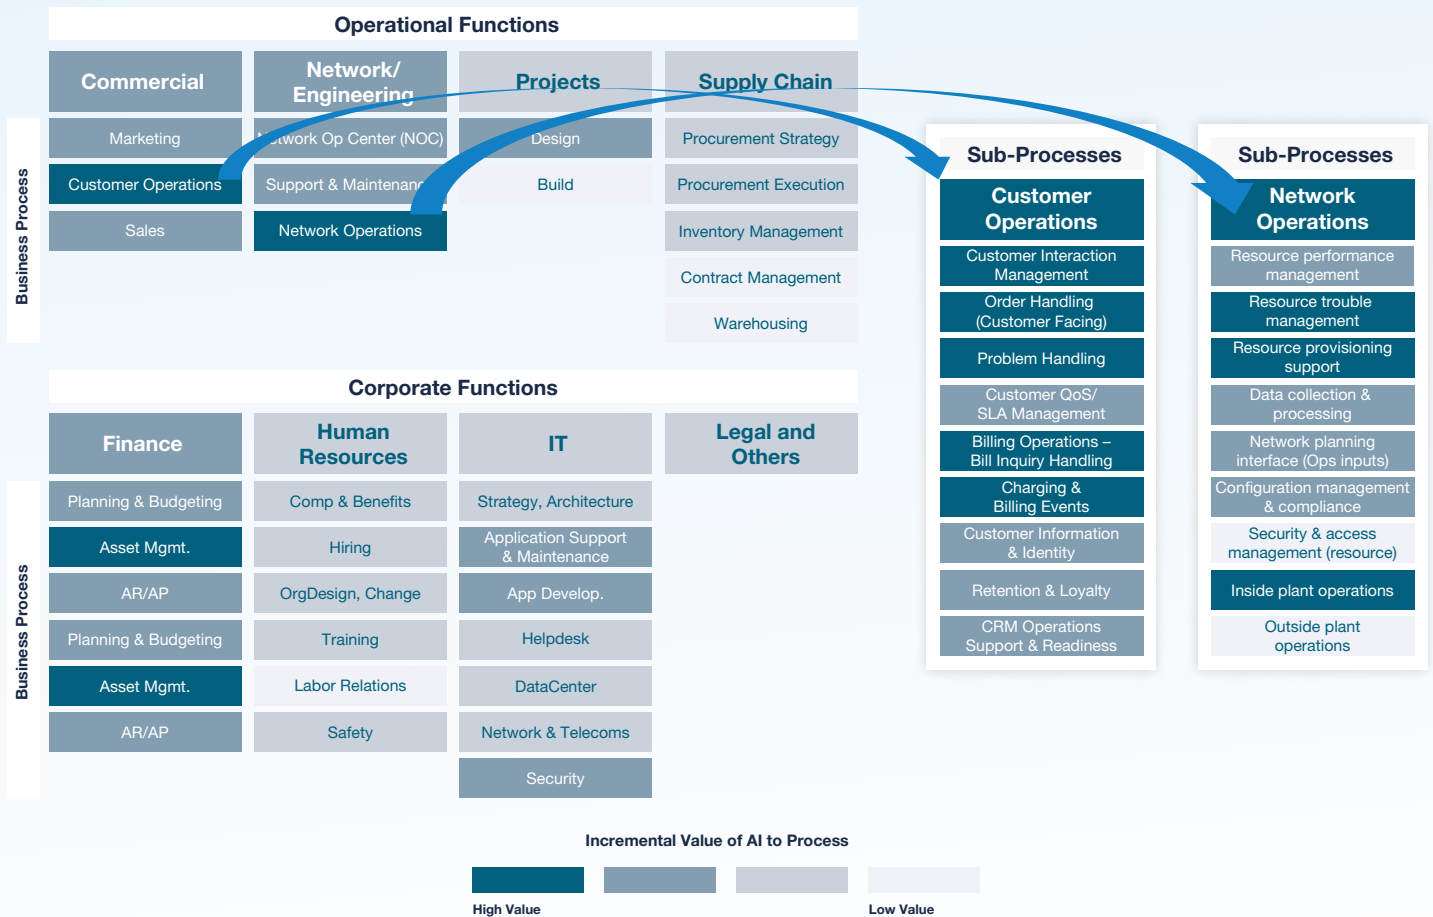 Operational Functions
Commercial
Network/
Engineering
Projects
Supply Chain
Business Process
Marketing
Network Op Center (NOC)
Design
Procurement Strategy
Customer Operations
Support & Maintenance
Build
Procurement Execution
Sales
Network Operations
Inventory Management
Contract Management
Warehousing
Corporate Functions
Finance
Human
Resources
IT
Legal and
Others
Business Process
Planning & Budgeting
Comp & Benefits
Strategy, Architecture
Asset Mgmt.
Hiring
Application Support
& Maintenance
AR/AP
OrgDesign, Change
App Develop.
Planning & Budgeting
Training
Helpdesk
Asset Mgmt.
Labor Relations
DataCenter
AR/AP
Safety
Network & Telecoms
Security
Sub-Processes
Customer
Operations
Customer Interaction
Management
Order Handling
(Customer Facing)
Problem Handling
Customer QoS/
SLA Management
Billing Operations –
Bill Inquiry Handling
Charging &
Billing Events
Customer Information
& Identity
Retention & Loyalty
CRM Operations
Support & Readiness
Sub-Processes
Network
Operations
Resource performance
management
Resource trouble
management
Resource provisioning
support
Data collection &
processing
Network planning
interface (Ops inputs)
Configuration management
& compliance
Security & access
management (resource)
Inside plant operations
Outside plant
operations
Incremental Value of AI to Process
High Value
Low Value